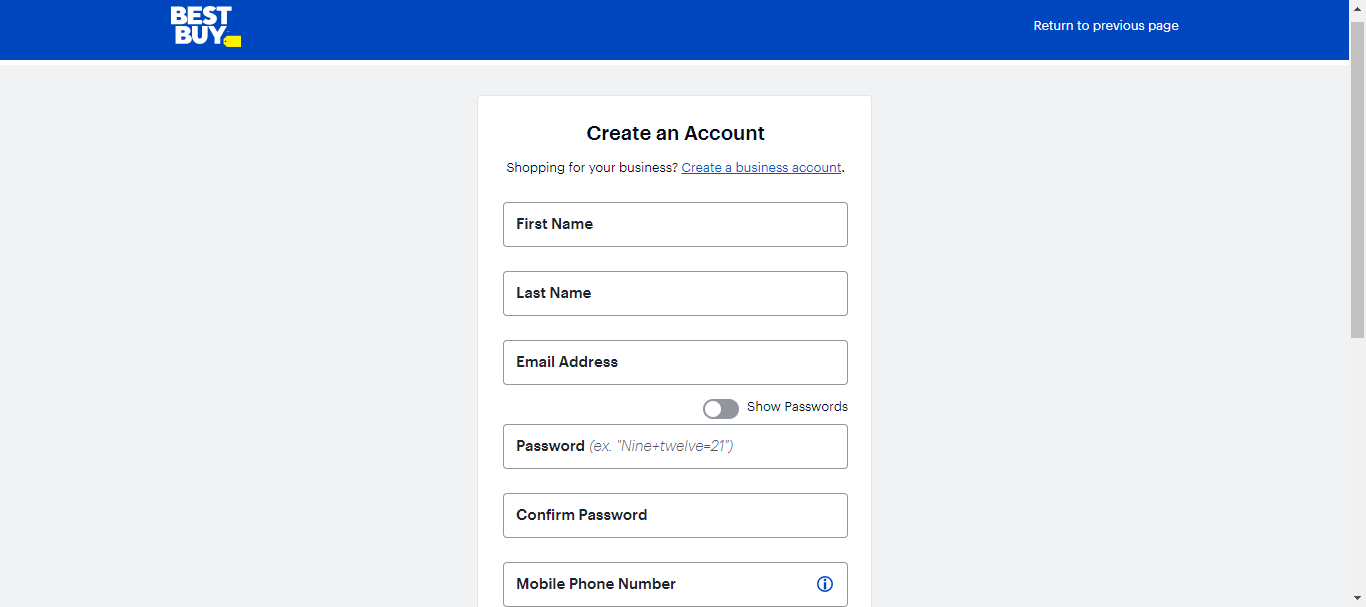 BEST
BUY
Return to previous page
Create an Account
Shopping for your business? Create a business account.
First Name
Last Name
Email Address
Show Passwords
Password (ex. "Nine+twelve=21")
Confirm Password
Mobile Phone Number